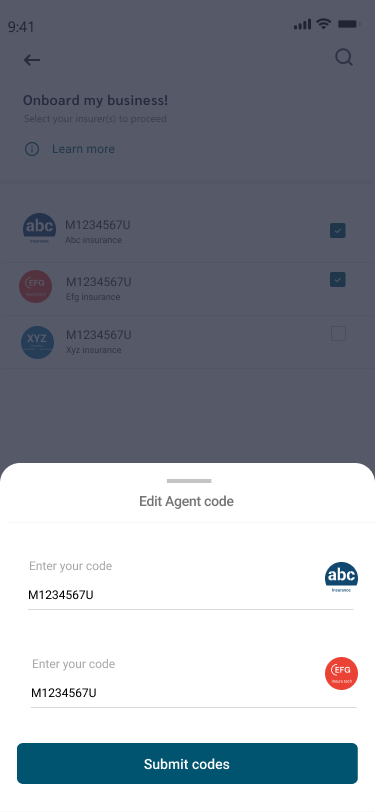 9:41
Onboard my business!
Select your insurer(s) to proceed
Learn more
abc
insurance
M1234567U
Abc insurance
EFG
M1234567U
Efg insurance
XYZ
M1234567U
Xyz insurance
Edit Agent code
Enter your code
M1234567U
abc
insurance
Enter your code
M1234567U
EFG
Submit codes